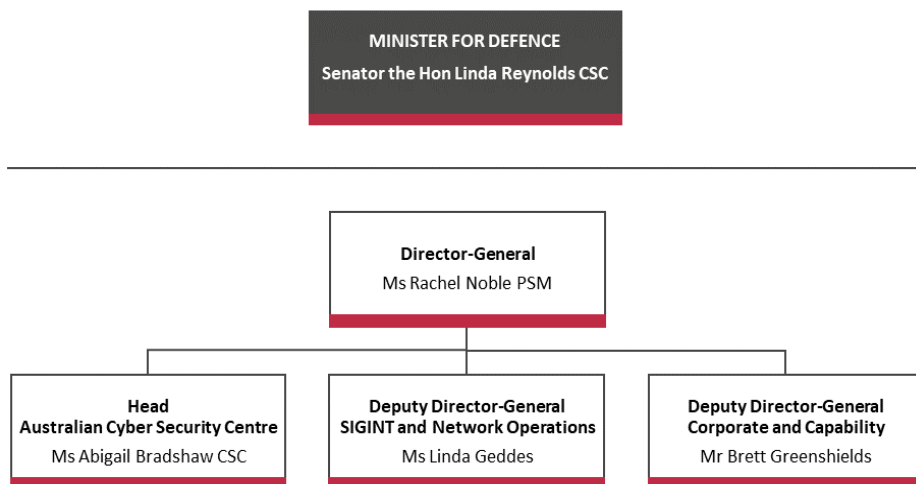 MINISTER FOR DEFENCE
Senator the Hon Linda Reynolds CSC
Director-General
Ms Rachel Noble PSM
Head
Australian Cyber Security Centre
Ms Abigail Bradshaw CSC
Deputy Director-General
SIGINT and Network Operations
Ms Linda Geddes
Deputy Director-General
Corporate and Capability
Mr Brett Greenshields